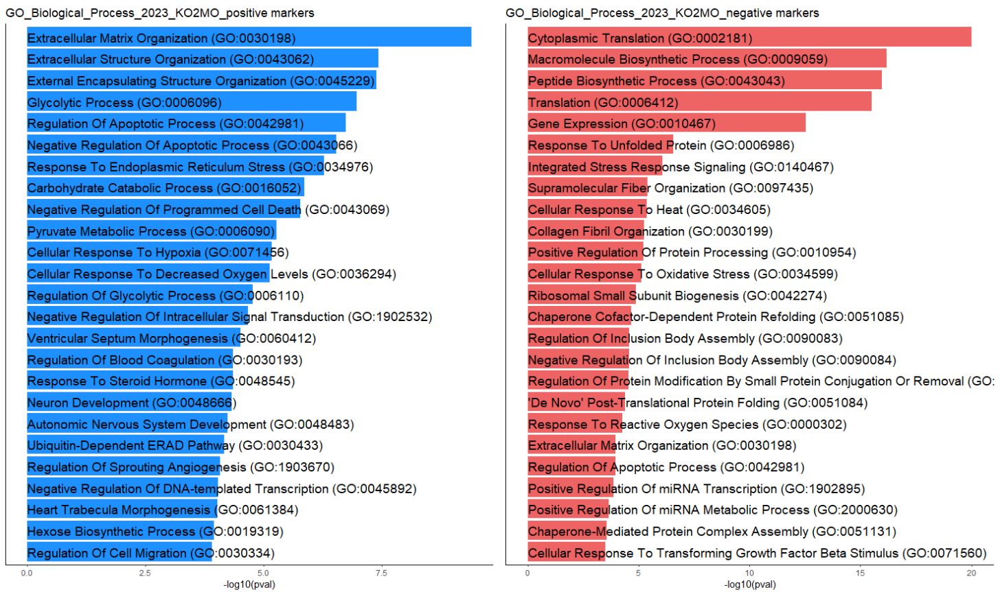 GO_Biological_Process_2023_KO2MO_positive markers
Extracellular Matrix Organization (GO:0030198)
Extracellular Structure Organization (GO:0043062)
External Encapsulating Structure Organization (GO:0045229)
Glycolytic Process (GO:0006096)
Regulation Of Apoptotic Process (GO:0042981)
Negative Regulation Of Apoptotic Process (GO:0043066)
Response To Endoplasmic Reticulum Stress (GO:0034976)
Carbohydrate Catabolic Process (GO:0016052)
Negative Regulation Of Programmed Cell Death (GO:0043069)
Pyruvate Metabolic Process (GO:0006090)
Cellular Response To Hypoxia (GO:0071456)
Cellular Response To Decreased Oxygen Levels (GO:0036294)
Regulation Of Glycolytic Process (GO:0006110)
Negative Regulation Of Intracellular Signal Transduction (GO:1902532)
Ventricular Septum Morphogenesis (GO:0060412)
Regulation Of Blood Coagulation (GO:0030193)
Response To Steroid Hormone (GO:0048545)
Neuron Development (GO:0048666)
Autonomic Nervous System Development (GO:0048483)
Ubiquitin-Dependent ERAD Pathway (GO:0030433)
Regulation Of Sprouting Angiogenesis (GO:1903670)
Negative Regulation Of DNA-templated Transcription (GO:0045892)
Heart Trabecula Morphogenesis (GO:0061384)
Hexose Biosynthetic Process (GO:0019319)
Regulation Of Cell Migration (GO:0030334)
0.0 2.5 5.0 7.5
-log10(pval)
GO_Biological_Process_2023_KO2MO_negative markers
Cytoplasmic Translation (GO:0002181)
Macromolecule Biosynthetic Process (GO:0009059)
Peptide Biosynthetic Process (GO:0043043)
Translation (GO:0006412)
Gene Expression (GO:0010467)
Response To Unfolded Protein (GO:0006986)
Integrated Stress Response Signaling (GO:0140467)
Supramolecular Fiber Organization (GO:0097435)
Cellular Response To Heat (GO:0034605)
Collagen Fibril Organization (GO:0030199)
Positive Regulation Of Protein Processing (GO:0010954)
Cellular Response To Oxidative Stress (GO:0034599)
Ribosomal Small Subunit Biogenesis (GO:0042274)
Chaperone Cofactor-Dependent Protein Refolding (GO:0051085)
Regulation Of Inclusion Body Assembly (GO:0090083)
Negative Regulation Of Inclusion Body Assembly (GO:0090084)
Regulation Of Protein Modification By Small Protein Conjugation Or Removal (GO:
'De Novo' Post-Translational Protein Folding (GO:0051084)
Response To Reactive Oxygen Species (GO:0000302)
Extracellular Matrix Organization (GO:0030198)
Regulation Of Apoptotic Process (GO:0042981)
Positive Regulation Of miRNA Transcription (GO:1902895)
Positive Regulation Of miRNA Metabolic Process (GO:2000630)
Chaperone-Mediated Protein Complex Assembly (GO:0051131)
Cellular Response To Transforming Growth Factor Beta Stimulus (GO:0071560)
0 5 10 15 20
-log10(pval)